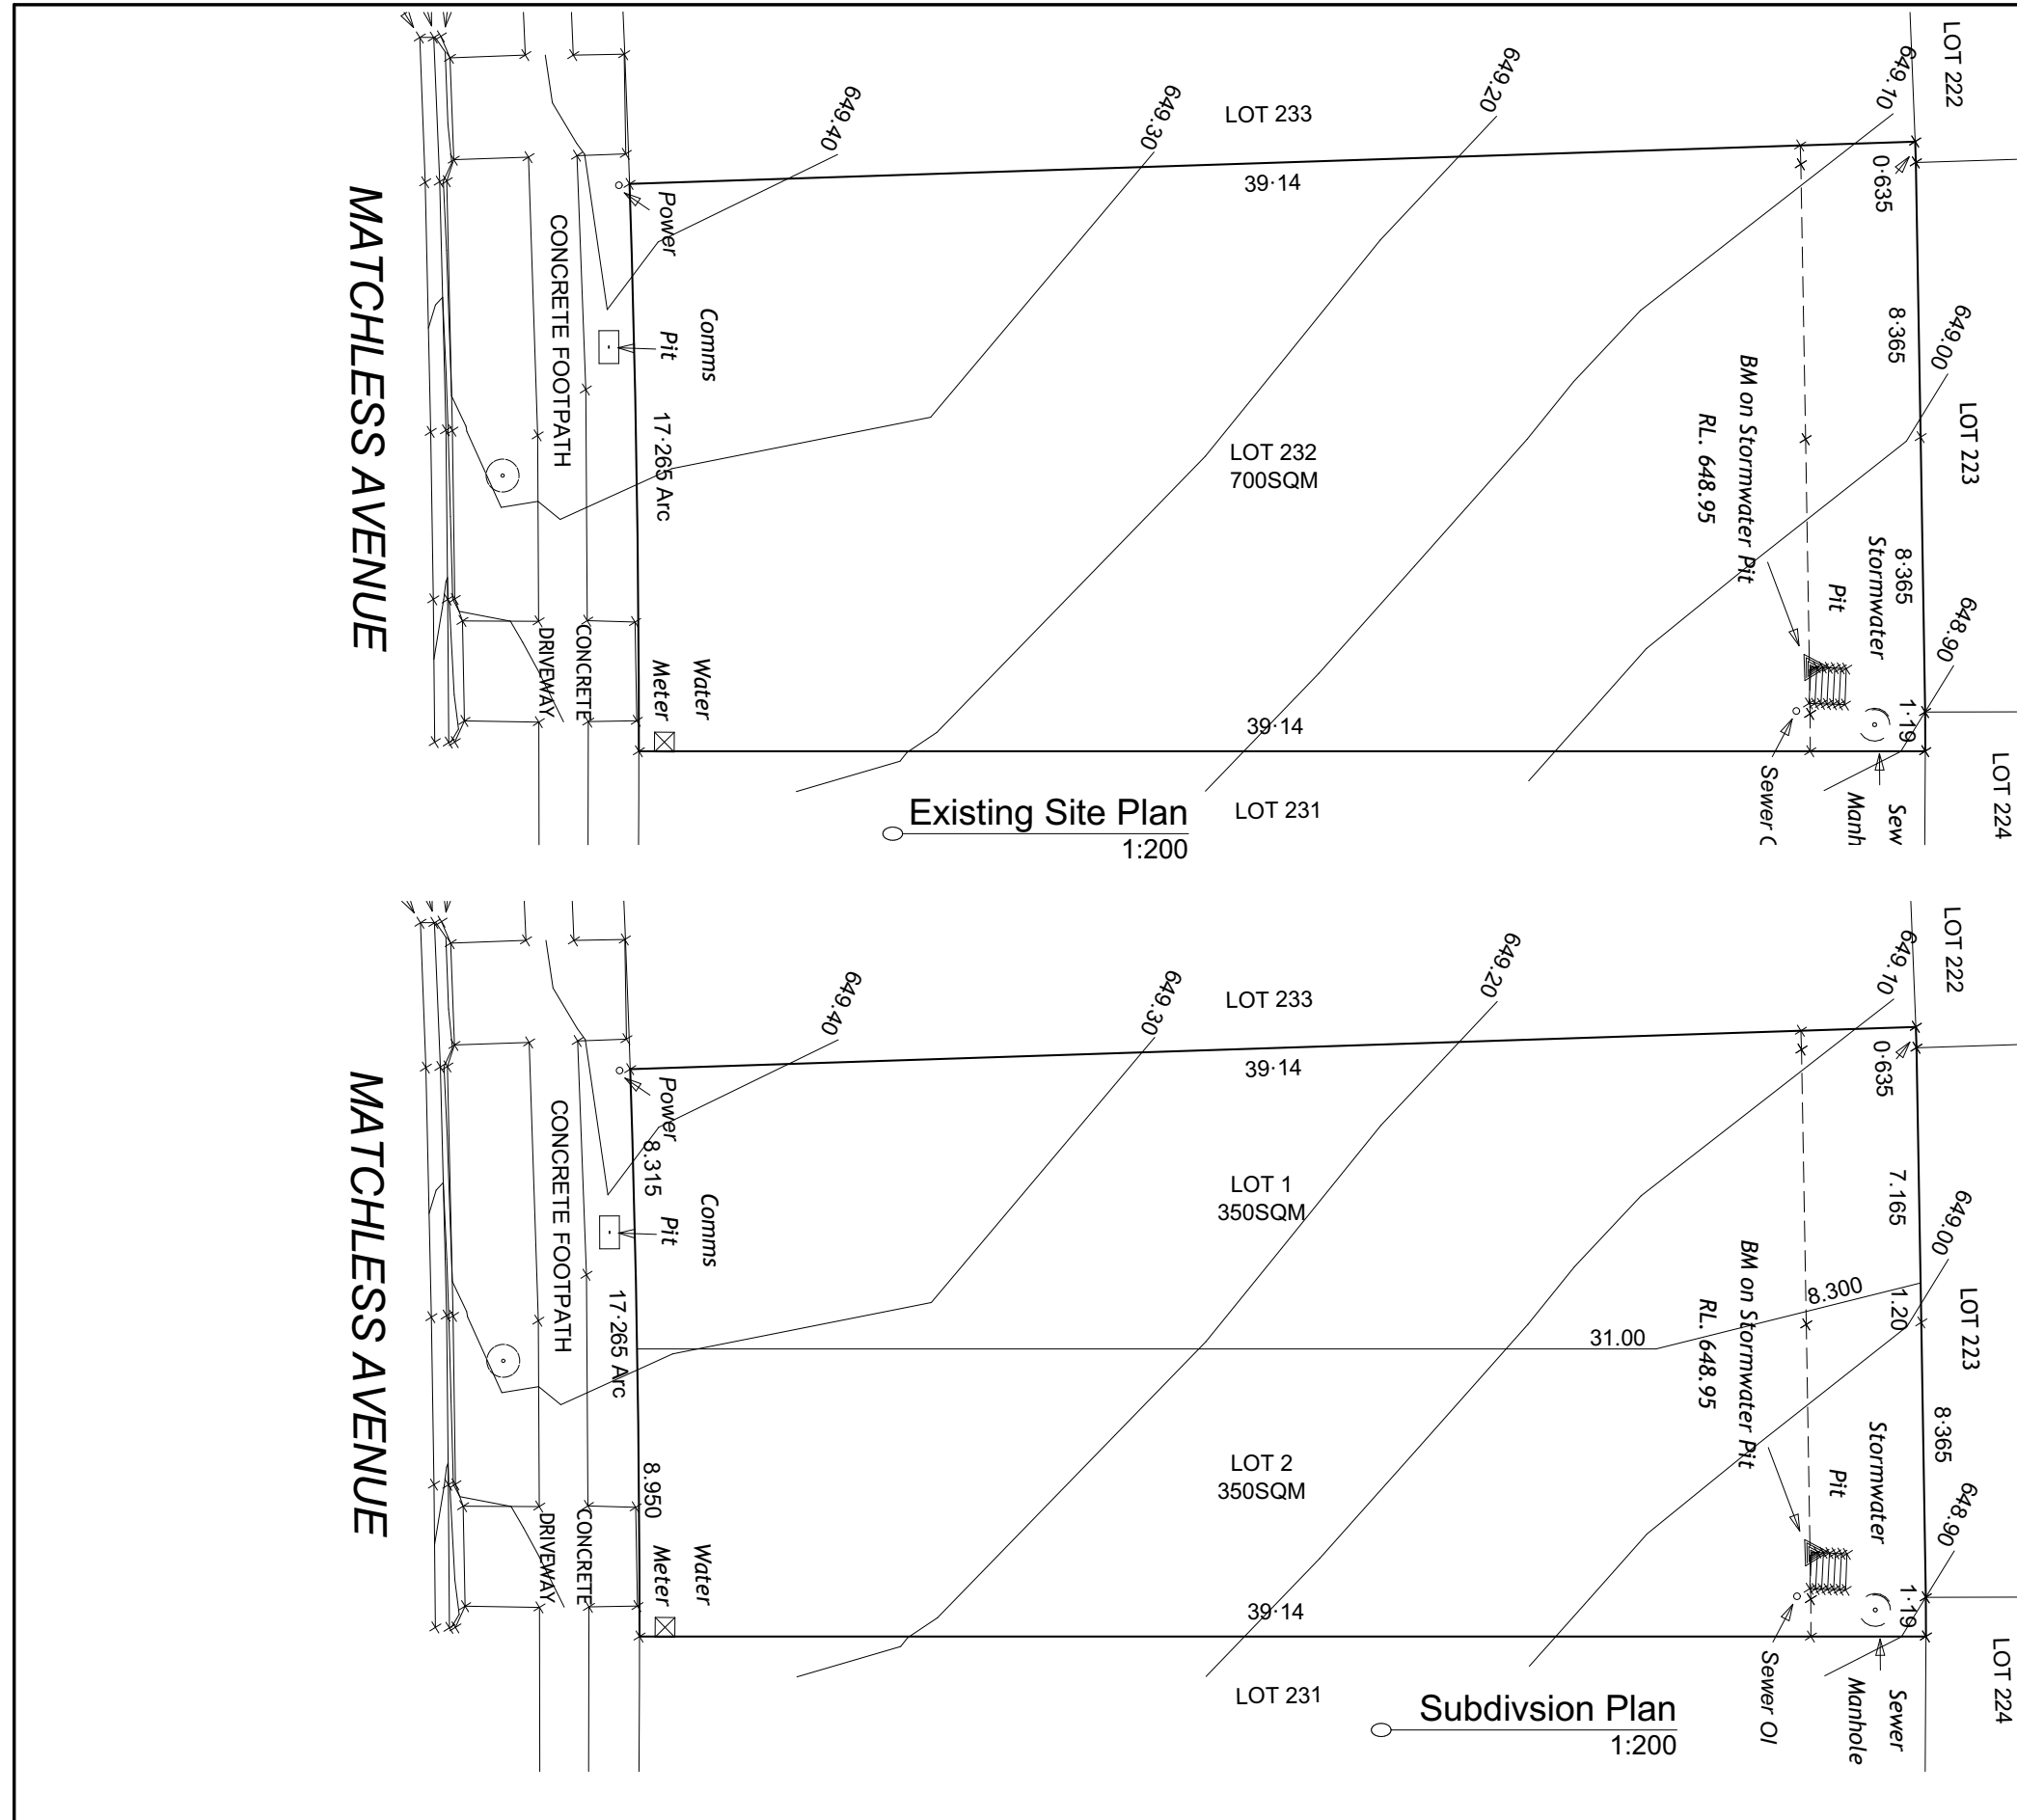 LOT 222
649.10
649.20
649.30
649.40
LOT 233
39·14
0·635
Power
CONCRETE FOOTPATH
MATCHLESS AVENUE
Comms
Pit
17·265 Arc
8·365
649.00
LOT 223
BM on Stormwater Pit
RL. 648.95
LOT 232
700SQM
8·365
Stormwater
Pit
648.90
CONCRETE
DRIVEWAY
Water
Meter
39·14
1·19
LOT 224
Sewer
Sew
Manh
LOT 231
Existing Site Plan
1:200
LOT 222
649.10
649.20
649.30
649.40
LOT 233
39·14
0·635
Power
8.315
CONCRETE FOOTPATH
MATCHLESS AVENUE
Comms
Pit
17·265 Arc
LOT 1
350SQM
7.165
649.00
LOT 223
BM on Stormwater Pit
RL. 648.95
8.300
1.20
31.00
8·365
LOT 2
350SQM
Stormwater
Pit
648.90
8.950
CONCRETE
DRIVEWAY
Water
Meter
39·14
1·19
LOT 224
Sewer OI
Sewer
Manhole
LOT 231
Subdivsion Plan
1:200